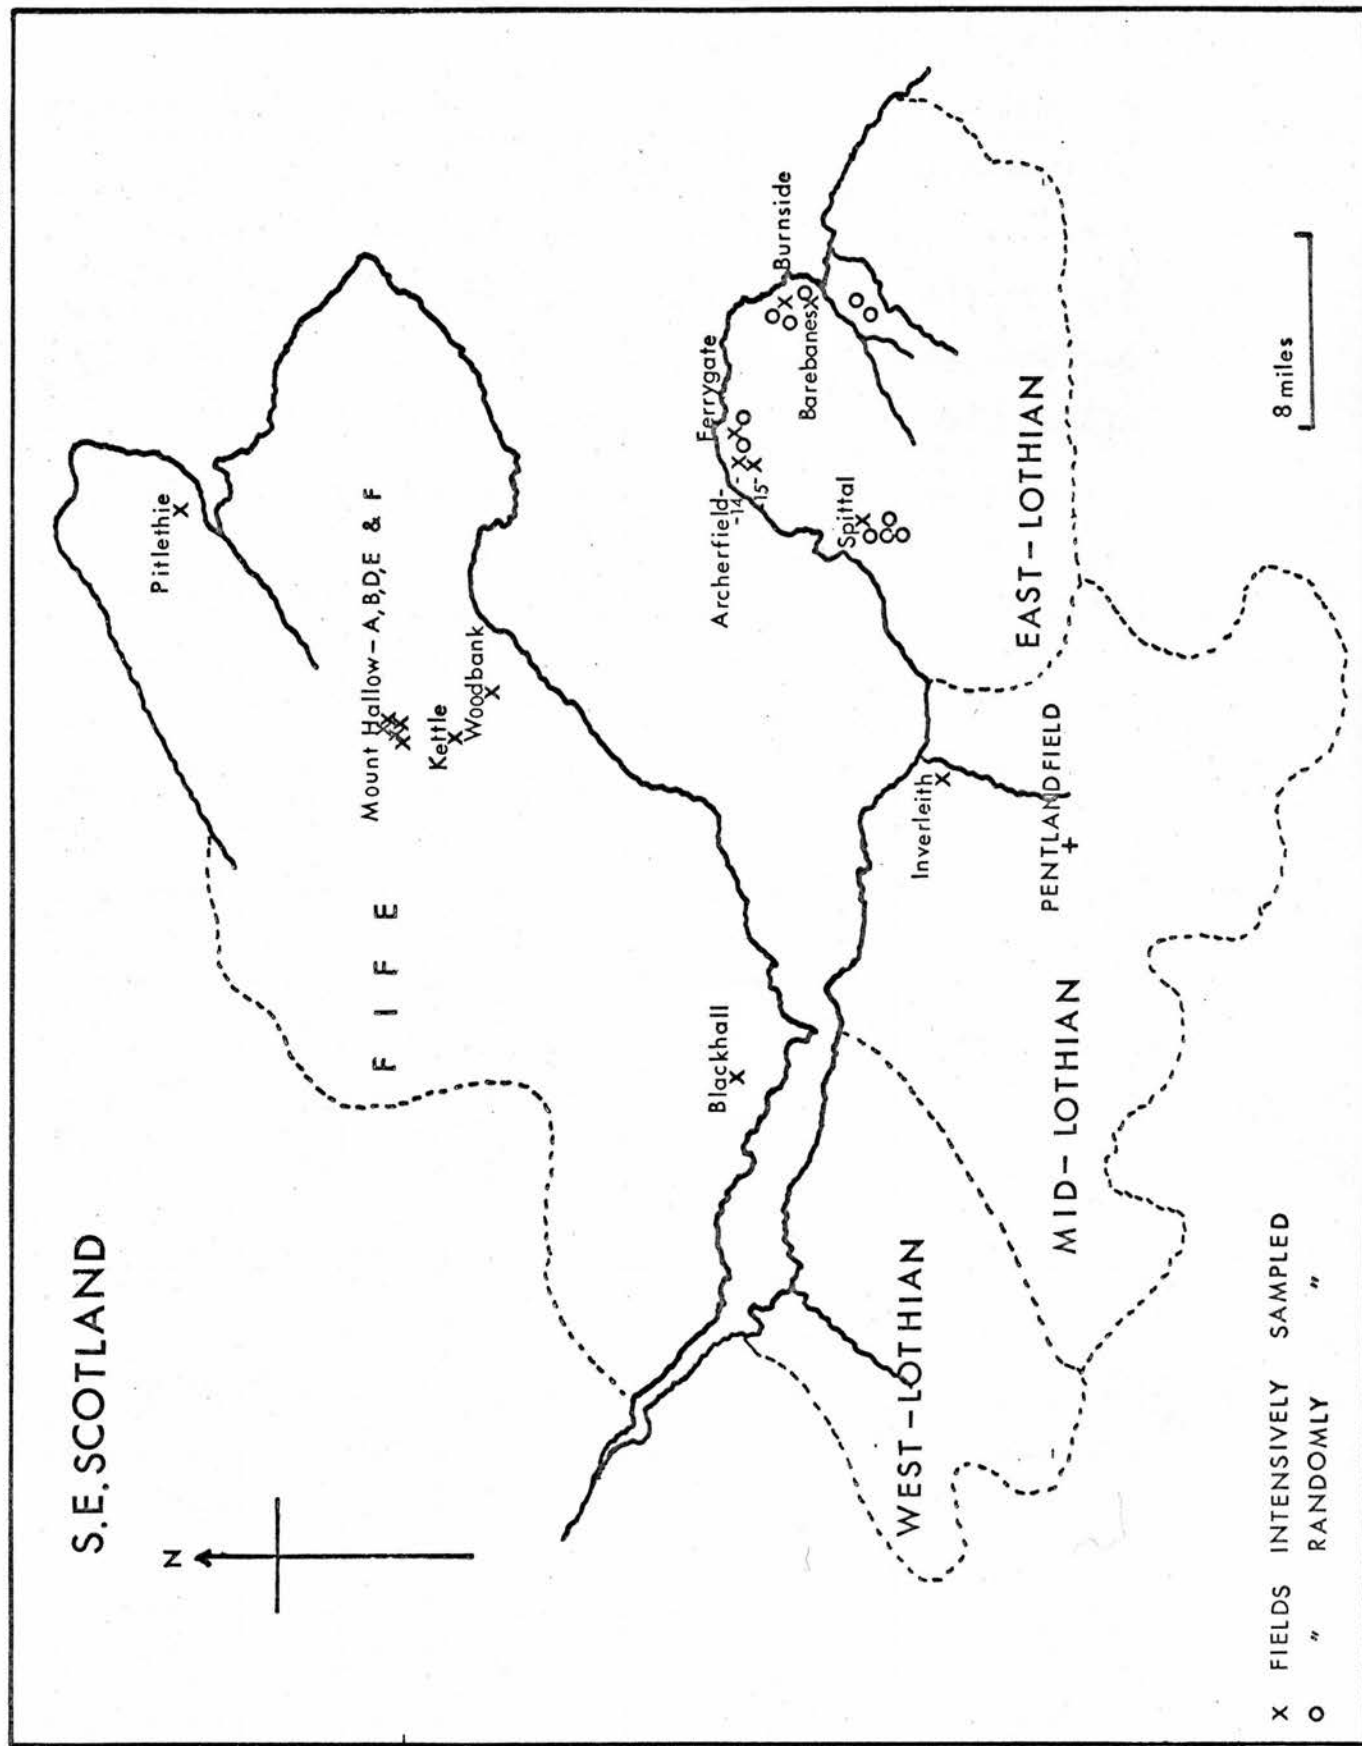 S.E. SCOTLAND
N
Pitlethie
Mount Hallow-A,B,D,E & F
FIFE
Kettle
Woodbank
Blackhall
Ferrygate
Archerfield-
-14-
-15-
Burnside
Barebanes
Spittal
Inverleith
EAST-LOTHIAN
PENTLANDFIELD
MID-LOTHIAN
WEST-LOTHIAN
8 miles
X FIELDS INTENSIVELY SAMPLED
O " RANDOMLY "